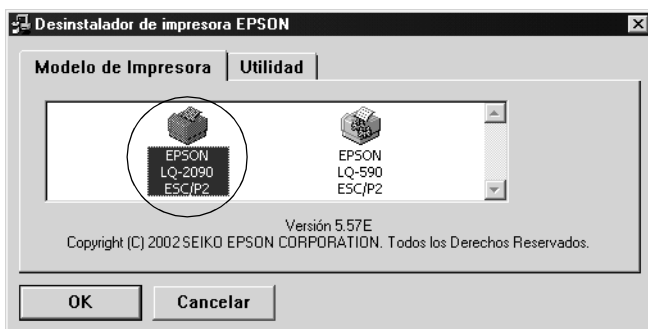 Desinstalador de impresora EPSON
Modelo de Impresora
Utilidad
EPSON
LQ-2090
ESC/P2
EPSON
LQ-590
ESC/P2
Versión 5.57E
Copyright (C) 2002 SEIKO EPSON CORPORATION. Todos los Derechos Reservados.
OK
Cancelar